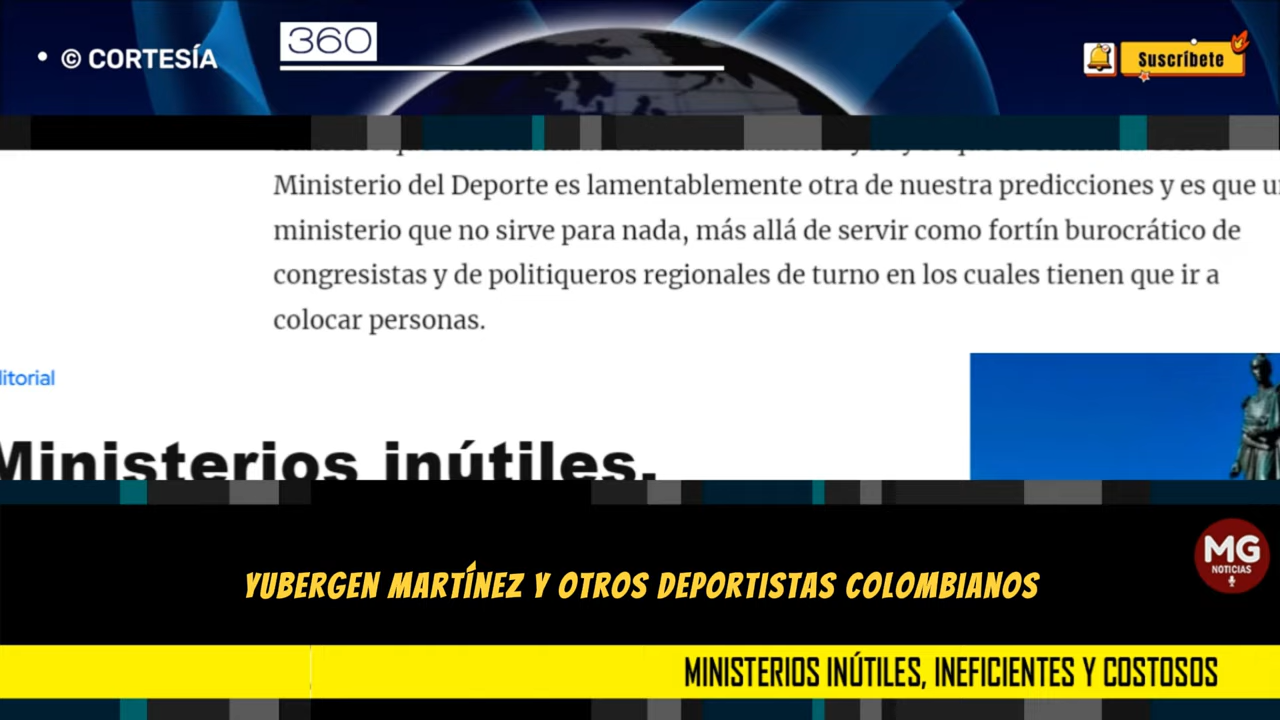 • © CORTESÍA
360
Suscríbete
Ministerio del Deporte es lamentablemente otra de nuestra predicciones y es que
ministerio que no sirve para nada, más allá de servir como fortín burocrático de
congresistas y de politiqueros regionales de turno en los cuales tienen que ir a
colocar personas.
ditorial
Ministerios inútiles,
MG
NOTICIAS
YUBERGEN MARTÍNEZ Y OTROS DEPORTISTAS COLOMBIANOS
MINISTERIOS INÚTILES, INEFICIENTES Y COSTOSOS